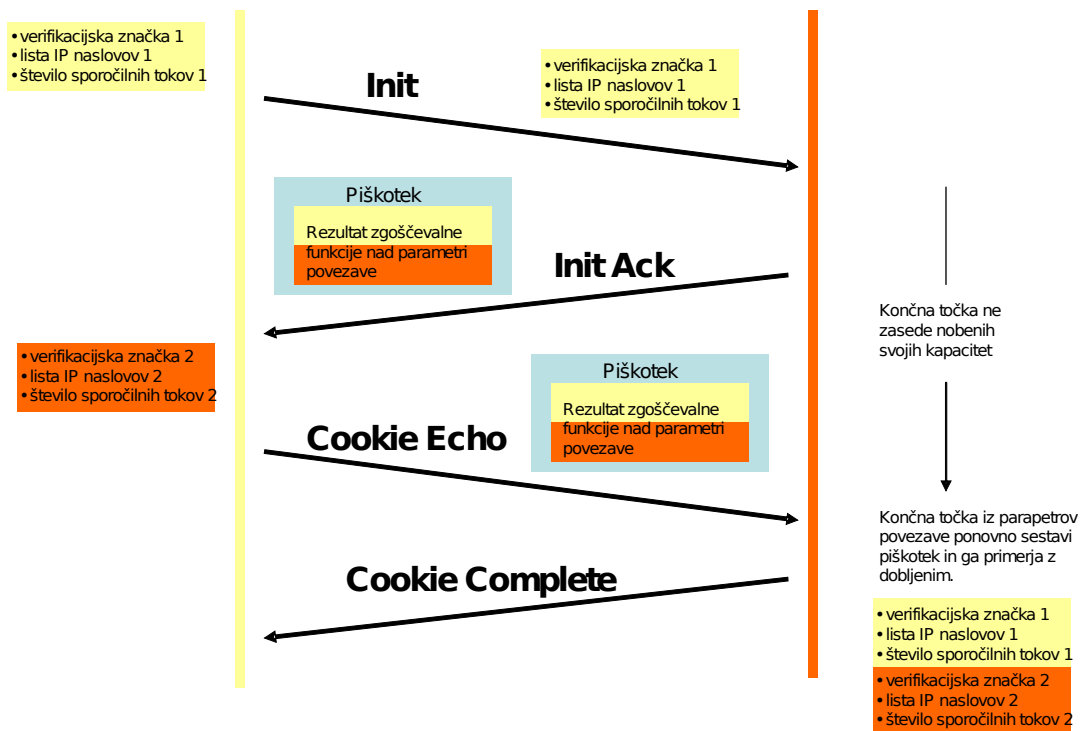 • verifikacijska značka 1
• lista IP naslovov 1
• število sporočilnih tokov 1
Init
• verifikacijska značka 1
• lista IP naslovov 1
• število sporočilnih tokov 1
Piškotek
Rezultat zgoščevalne
funkcije nad parametri
povezave
Init Ack
Končna točka ne
zasede nobenih
svojih kapacitet
• verifikacijska značka 2
• lista IP naslovov 2
• število sporočilnih tokov 2
Piškotek
Rezultat zgoščevalne
funkcije nad parametri
povezave
Cookie Echo
Končna točka iz parapetrov
povezave ponovno sestavi
piškotek in ga primerja z
dobljenim.
Cookie Complete
• verifikacijska značka 1
• lista IP naslovov 1
• število sporočilnih tokov 1
• verifikacijska značka 2
• lista IP naslovov 2
• število sporočilnih tokov 2